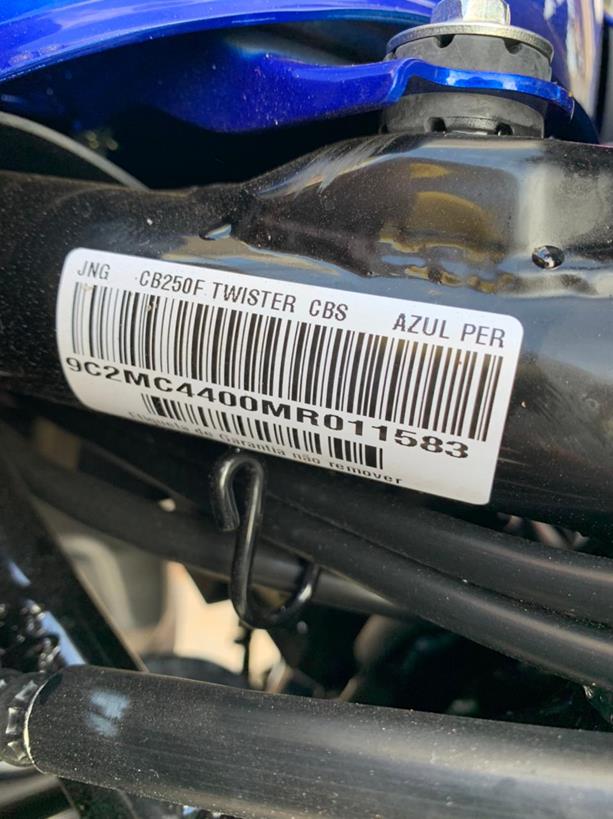 JNG CB250F TWISTER CBS AZUL PER
9C2MC4400MR011583
Etiqueta de Garantia não remover